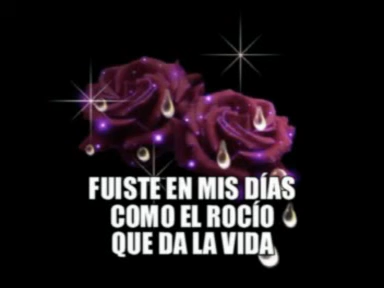 FUISTE EN MIS DÍAS
COMO EL ROCÍO
QUE DA LA VIDA